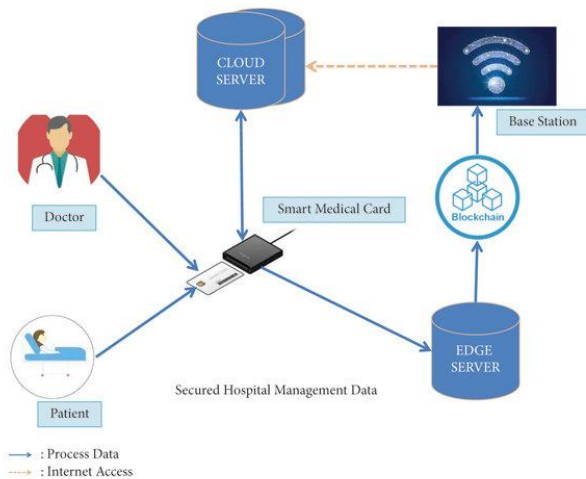 CLOUD
SERVER
Base Station
Doctor
Smart Medical Card
Blockchain
EDGE
SERVER
Secured Hospital Management Data
Patient
: Process Data
: Internet Access